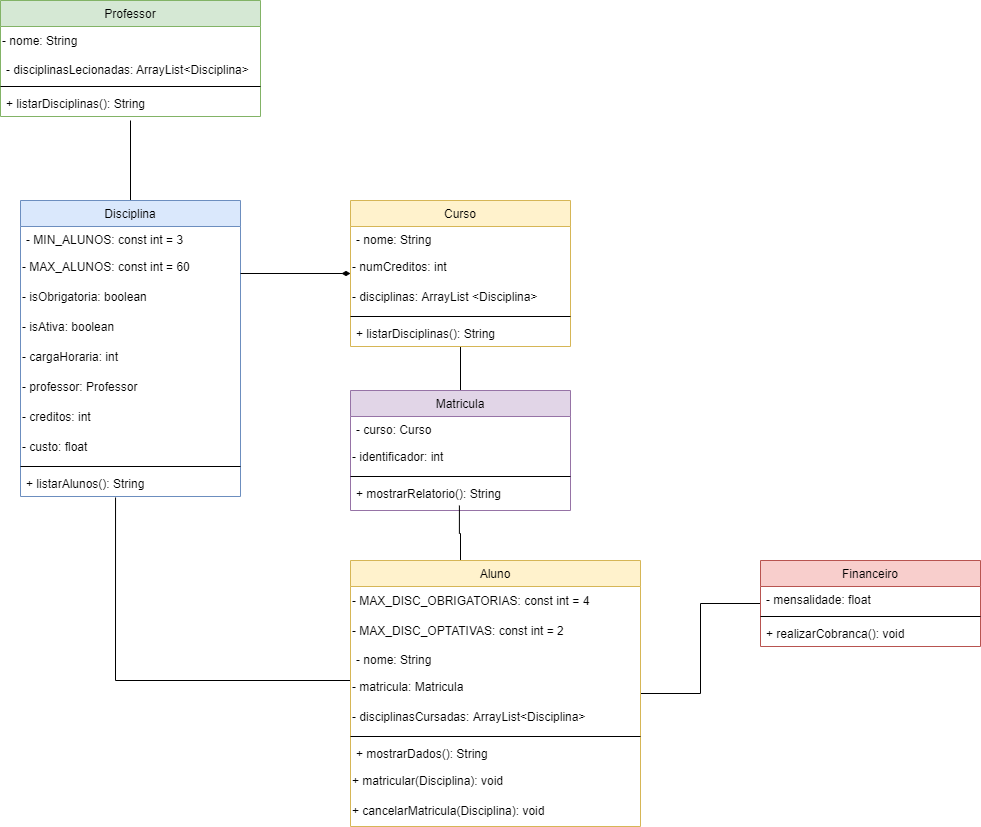 Professor
- nome: String
- disciplinasLecionadas: ArrayList<Disciplina>
+ listarDisciplinas(): String
Disciplina
- MIN_ALUNOS: const int = 3
- MAX_ALUNOS: const int = 60
- isObrigatoria: boolean
- isAtiva: boolean
- cargaHoraria: int
- professor: Professor
- creditos: int
- custo: float
+ listarAlunos(): String
Curso
- nome: String
- numCreditos: int
- disciplinas: ArrayList <Disciplina>
+ listarDisciplinas(): String
Matricula
- curso: Curso
- identificador: int
+ mostrarRelatorio(): String
Aluno
- MAX_DISC_OBRIGATORIAS: const int = 4
- MAX_DISC_OPTATIVAS: const int = 2
- nome: String
- matricula: Matricula
- disciplinasCursadas: ArrayList<Disciplina>
+ mostrarDados(): String
+ matricular(Disciplina): void
+ cancelarMatricula(Disciplina): void
Financeiro
- mensalidade: float
+ realizarCobranca(): void